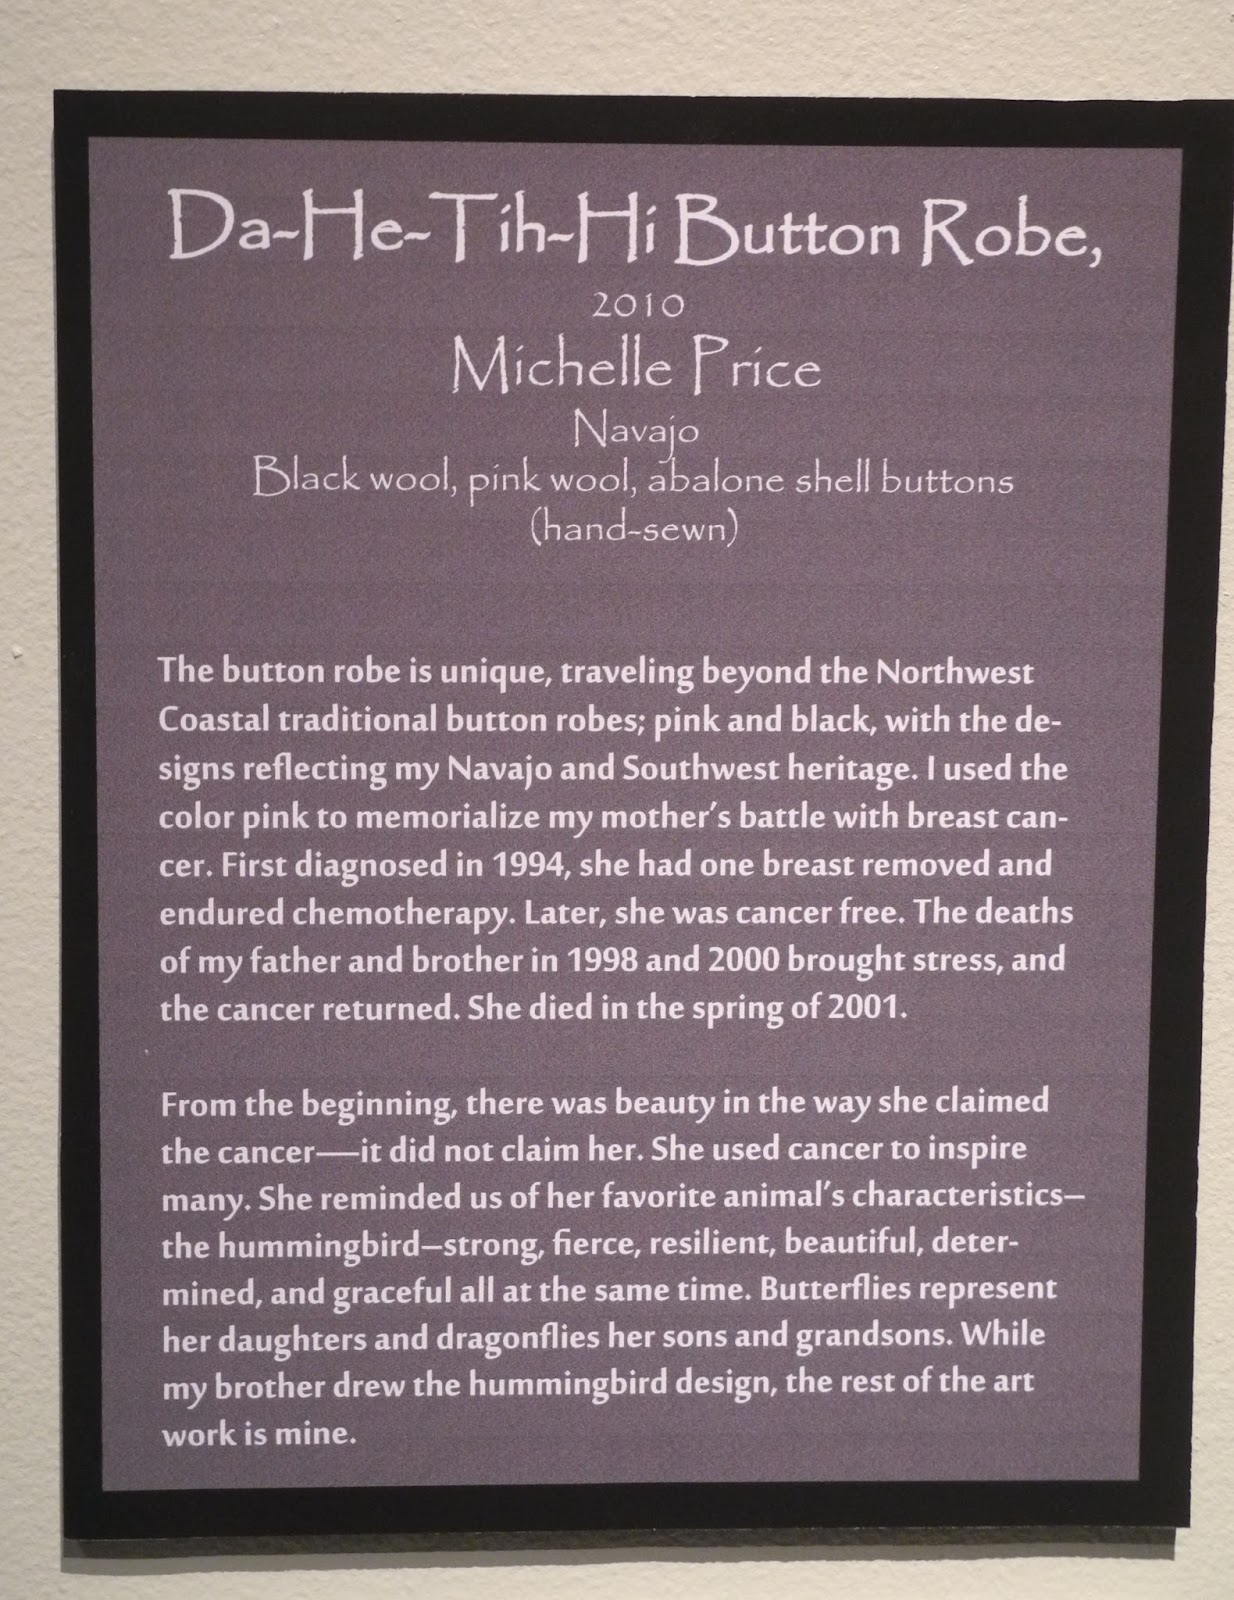 Da-He-Tih-Hi Button Robe,
2010
Michelle Price
Navajo
Black wool, pink wool, abalone shell buttons
(hand-sewn)
The button robe is unique, traveling beyond the Northwest
Coastal traditional button robes; pink and black, with the de-
signs reflecting my Navajo and Southwest heritage. I used the
color pink to memorialize my mother's battle with breast can-
cer. First diagnosed in 1994, she had one breast removed and
endured chemotherapy. Later, she was cancer free. The deaths
of my father and brother in 1998 and 2000 brought stress, and
the cancer returned. She died in the spring of 2001.
From the beginning, there was beauty in the way she claimed
the cancer—it did not claim her. She used cancer to inspire
many. She reminded us of her favorite animal's characteristics—
the hummingbird—strong, fierce, resilient, beautiful, deter-
mined, and graceful all at the same time. Butterflies represent
her daughters and dragonflies her sons and grandsons. While
my brother drew the hummingbird design, the rest of the art
work is mine.